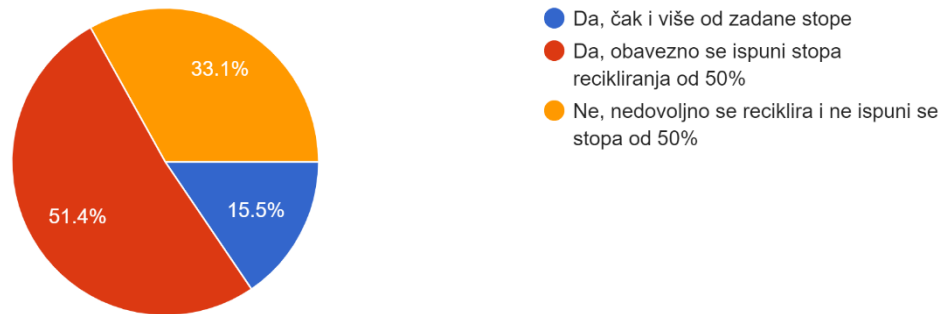 33.1%
51.4%
15.5%
Da, čak i više od zadane stope
Da, obavezno se ispuni stopa
recikliranja od 50%
Ne, nedovoljno se reciklira i ne ispuni se
stopa od 50%